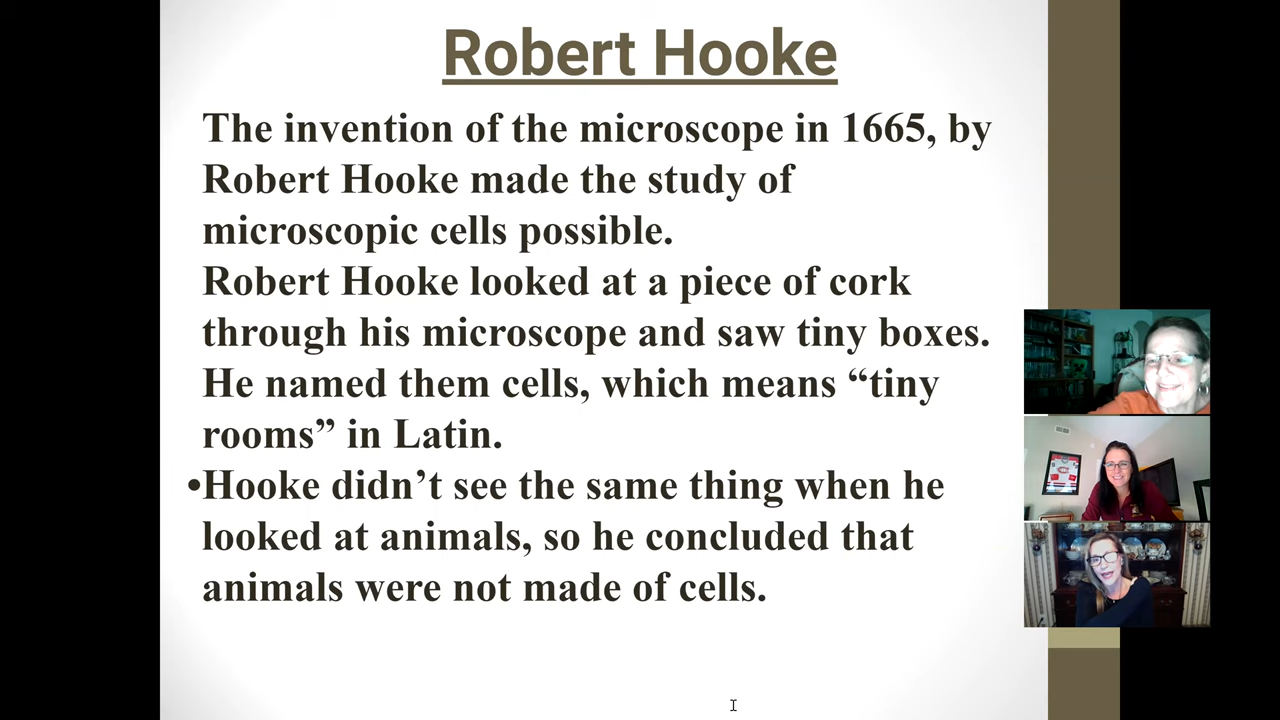 Robert Hooke
The invention of the microscope in 1665, by
Robert Hooke made the study of
microscopic cells possible.
Robert Hooke looked at a piece of cork
through his microscope and saw tiny boxes.
He named them cells, which means “tiny
rooms” in Latin.
•Hooke didn’t see the same thing when he
looked at animals, so he concluded that
animals were not made of cells.